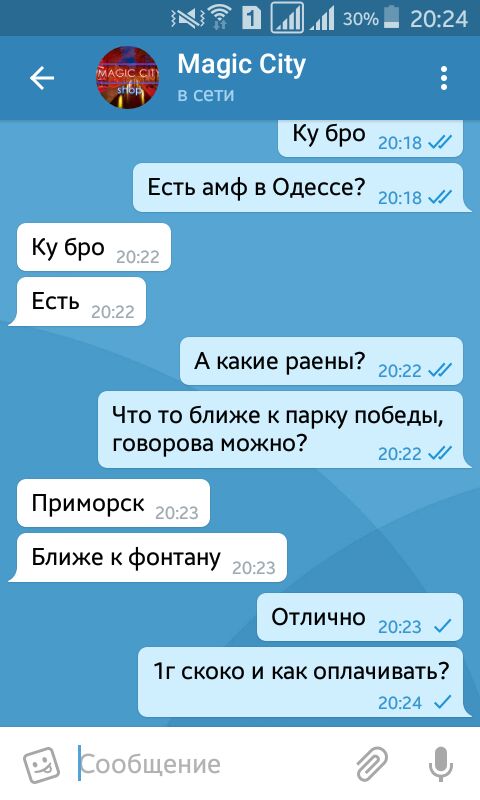 1 30% 20:24
Magic City
MAGIC CITY
shop
в сети
Ку бро 20:18
Есть амф в Одессе? 20:18
Ку бро 20:22
Есть 20:22
А какие раены? 20:22
Что то ближе к парку победы,
говорова можно? 20:22
Приморск 20:23
Ближе к фонтану 20:23
Отлично 20:23
1г скоко и как оплачивать?
20:24
Сообщение